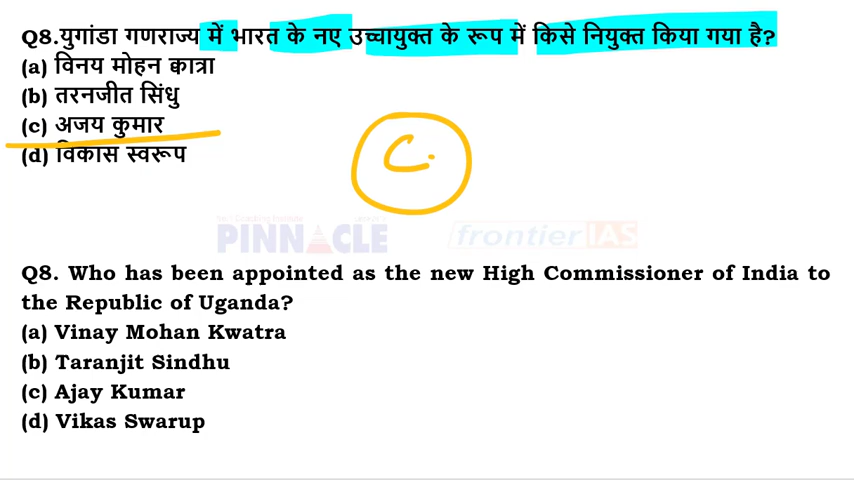 Q8.युगांडा गणराज्य में भारत के नए उच्चायुक्त के रूप में किसे नियुक्त किया गया है?
(a) विनय मोहन क्वात्रा
(b) तरनजीत सिंधु
(c) अजय कुमार
(d) विकास स्वरूप
C.
PINNACLE frontier IAS
Q8. Who has been appointed as the new High Commissioner of India to
the Republic of Uganda?
(a) Vinay Mohan Kwatra
(b) Taranjit Sindhu
(c) Ajay Kumar
(d) Vikas Swarup